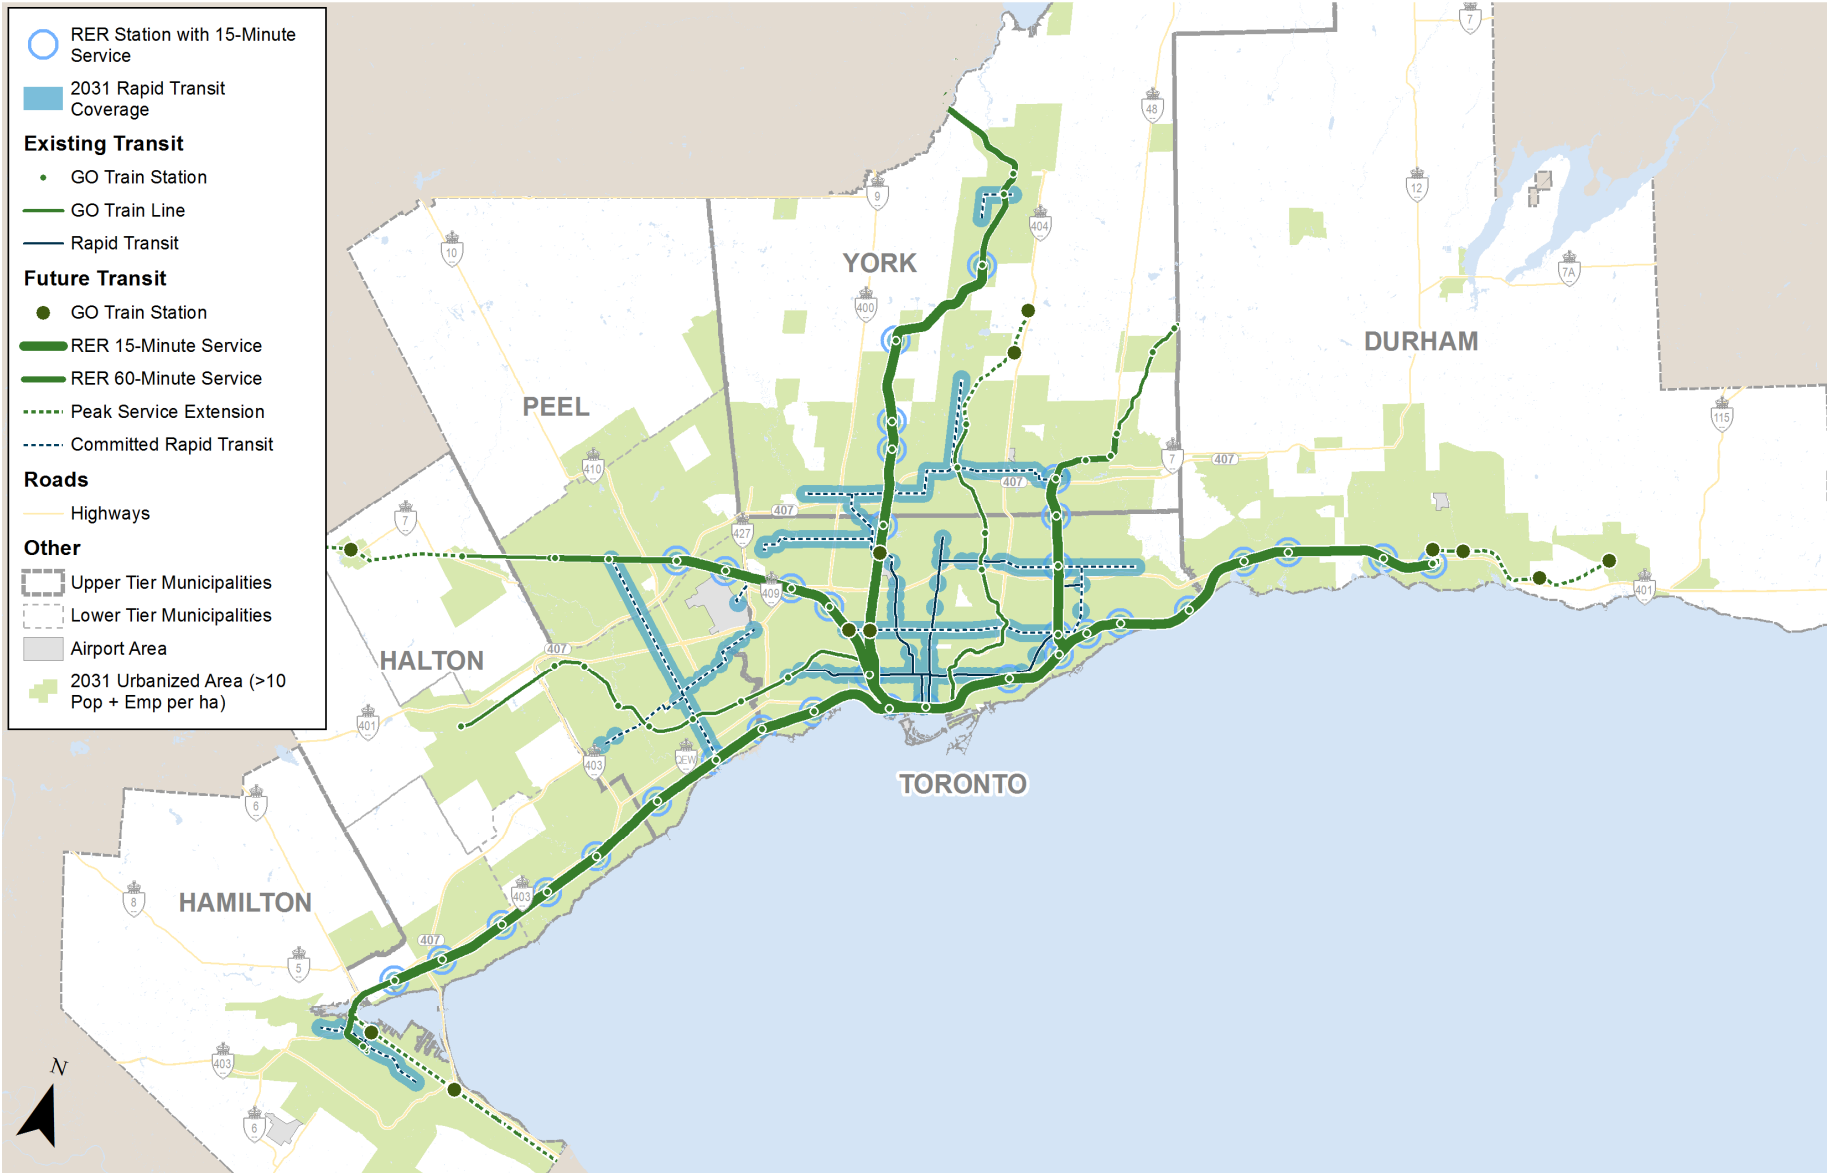 RER Station with 15-Minute
Service
2031 Rapid Transit
Coverage
Existing Transit
GO Train Station
GO Train Line
Rapid Transit
Future Transit
GO Train Station
RER 15-Minute Service
RER 60-Minute Service
Peak Service Extension
Committed Rapid Transit
Roads
Highways
Other
Upper Tier Municipalities
Lower Tier Municipalities
Airport Area
2031 Urbanized Area (>10
Pop + Emp per ha)
7
48
12
9
10
404
YORK
7A
400
DURHAM
PEEL
115
410
7
407
407
407
7
427
409
401
407
HALTON
401
403
QEW
TORONTO
6
403
HAMILTON
8
407
5
403
N
6